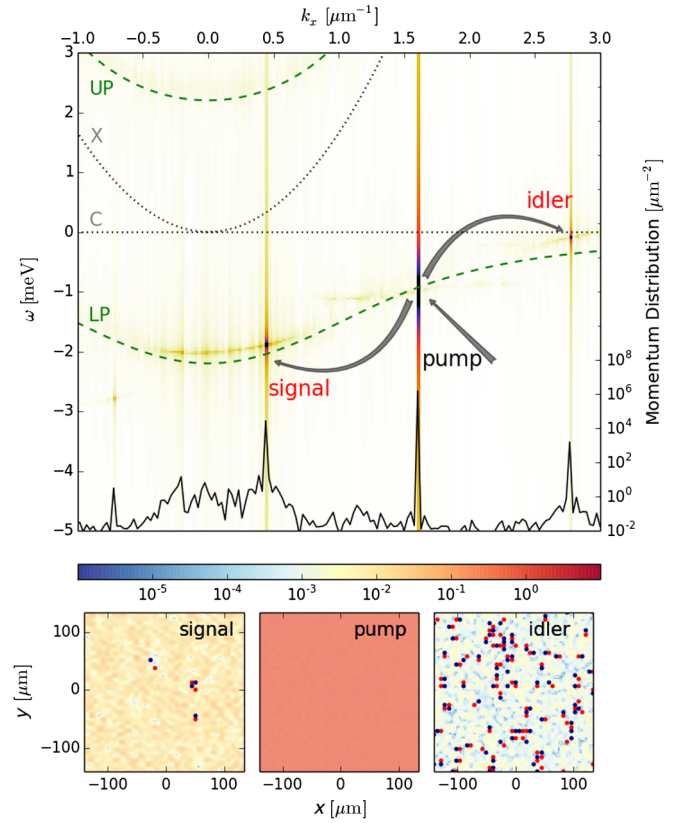 k_x [μm⁻¹]
−1.0 −0.5 0.0 0.5 1.0 1.5 2.0 2.5 3.0
3
UP
2
X
1
idler
C
0
ω [meV]
−1
LP
pump
−2
signal
−3
−4
−5
Momentum Distribution [μm⁻²]
10⁸
10⁶
10⁴
10²
10⁰
10⁻²
10⁻⁵ 10⁻⁴ 10⁻³ 10⁻² 10⁻¹ 10⁰
signal pump idler
y [μm]
100
0
−100
−100 0 100 −100 0 100 −100 0 100
x [μm]